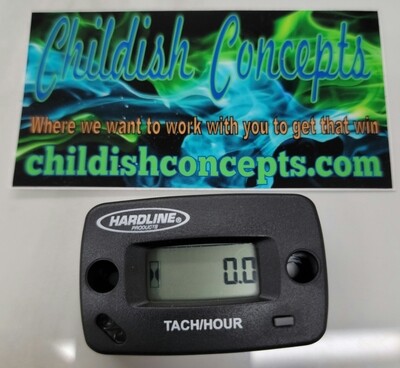 Childish Concepts
Where we want to work with you to get that win
childishconcepts.com
HARDLINE®
PRODUCTS
0.0
TACH/HOUR